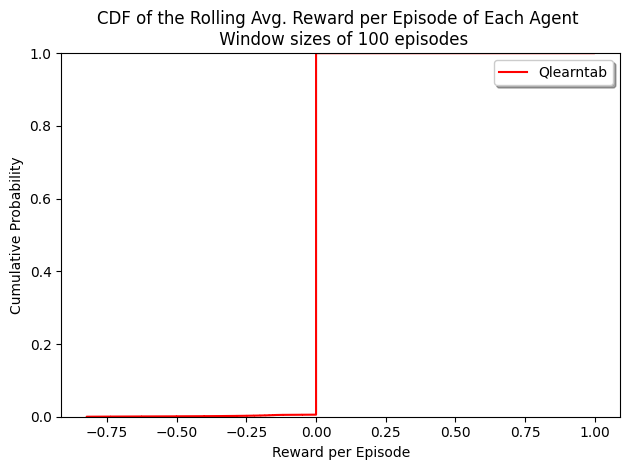 CDF of the Rolling Avg. Reward per Episode of Each Agent
Window sizes of 100 episodes
Qlearntab
Cumulative Probability
1.0
0.8
0.6
0.4
0.2
0.0
−0.75 −0.50 −0.25 0.00 0.25 0.50 0.75 1.00
Reward per Episode